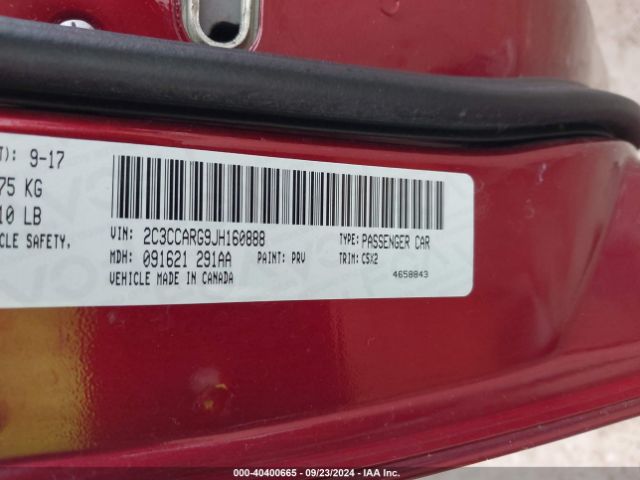 T): 9-17
75 KG
10 LB
CLE SAFETY,
VIN: 2C3CCARG9JH160888 TYPE: PASSENGER CAR
MDH: 091621 291AA PAINT: PRV TRIM: CSX2
VEHICLE MADE IN CANADA 4658843
000-40400665 - 09/23/2024 - IAA Inc.